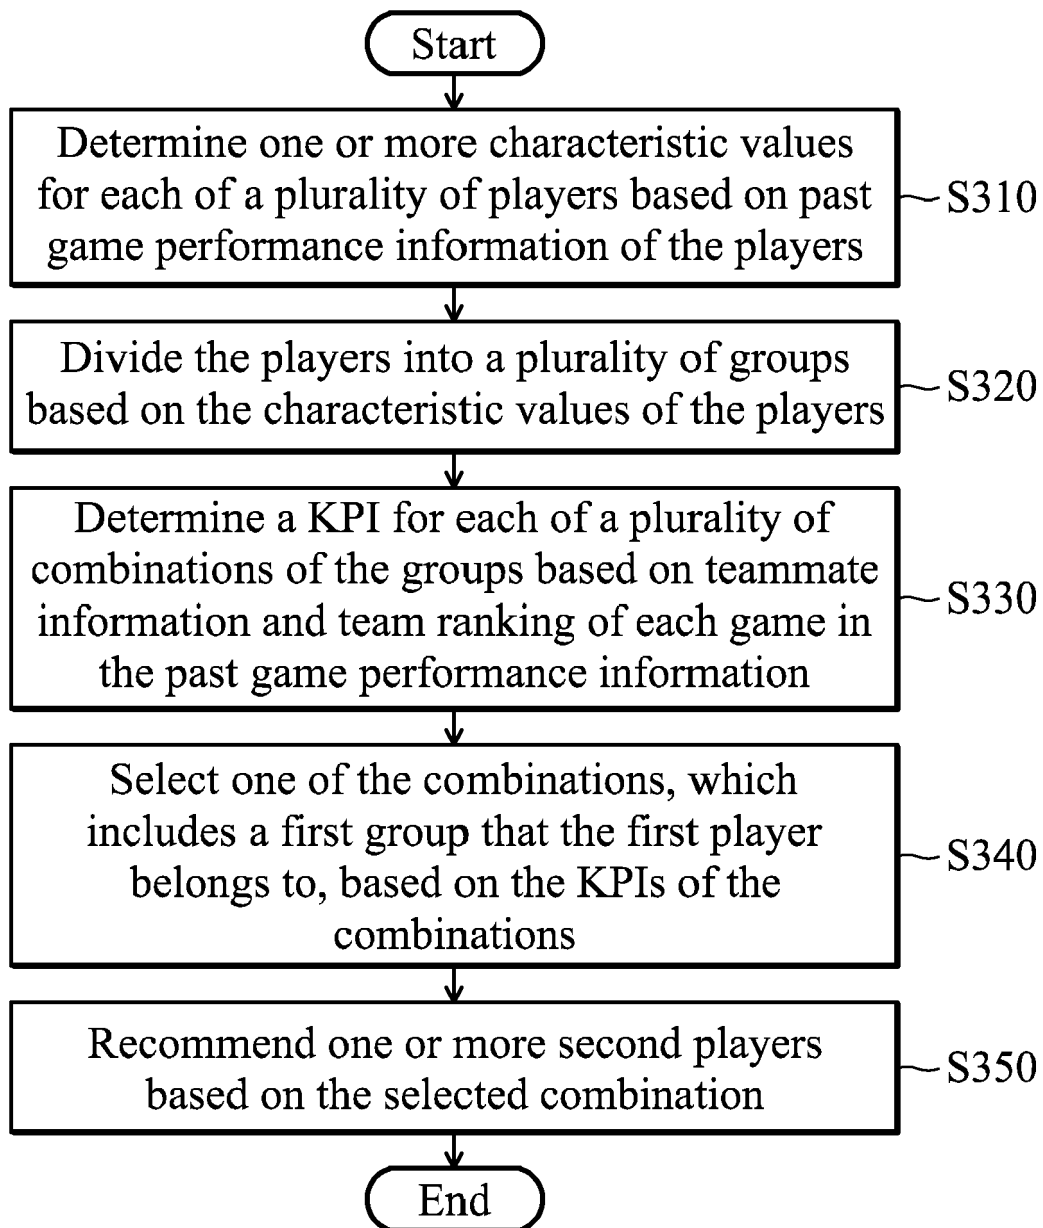 Start
Determine one or more characteristic values
for each of a plurality of players based on past
game performance information of the players
S310
Divide the players into a plurality of groups
based on the characteristic values of the players
S320
Determine a KPI for each of a plurality of
combinations of the groups based on teammate
information and team ranking of each game in
the past game performance information
S330
Select one of the combinations, which
includes a first group that the first player
belongs to, based on the KPIs of the
combinations
S340
Recommend one or more second players
based on the selected combination
S350
End